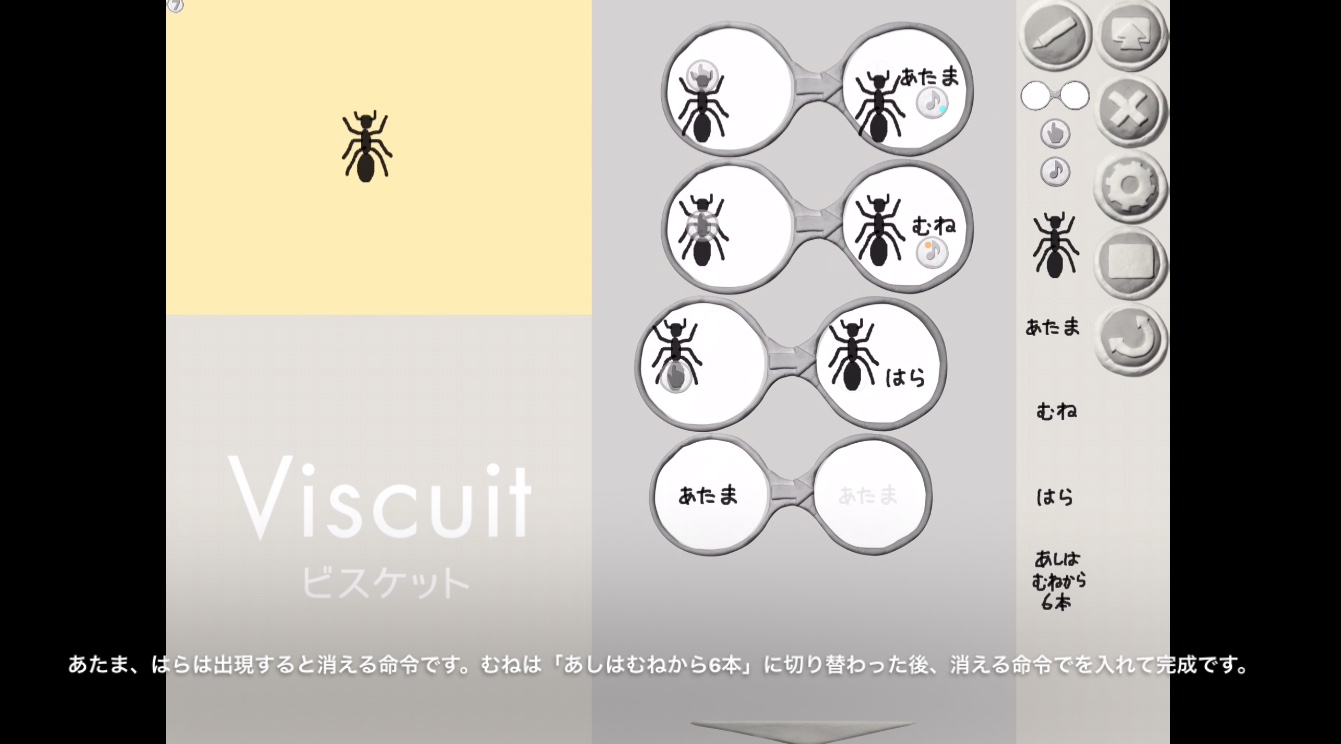 あたま
むね
はら
あたま
あたま
あたま
むね
はら
あしは
むねから
6本
Viscuit
ビスケット
あたま、はらは出現すると消える命令です。むねは「あしはむねから6本」に切り替わった後、消える命令でを入れて完成です。